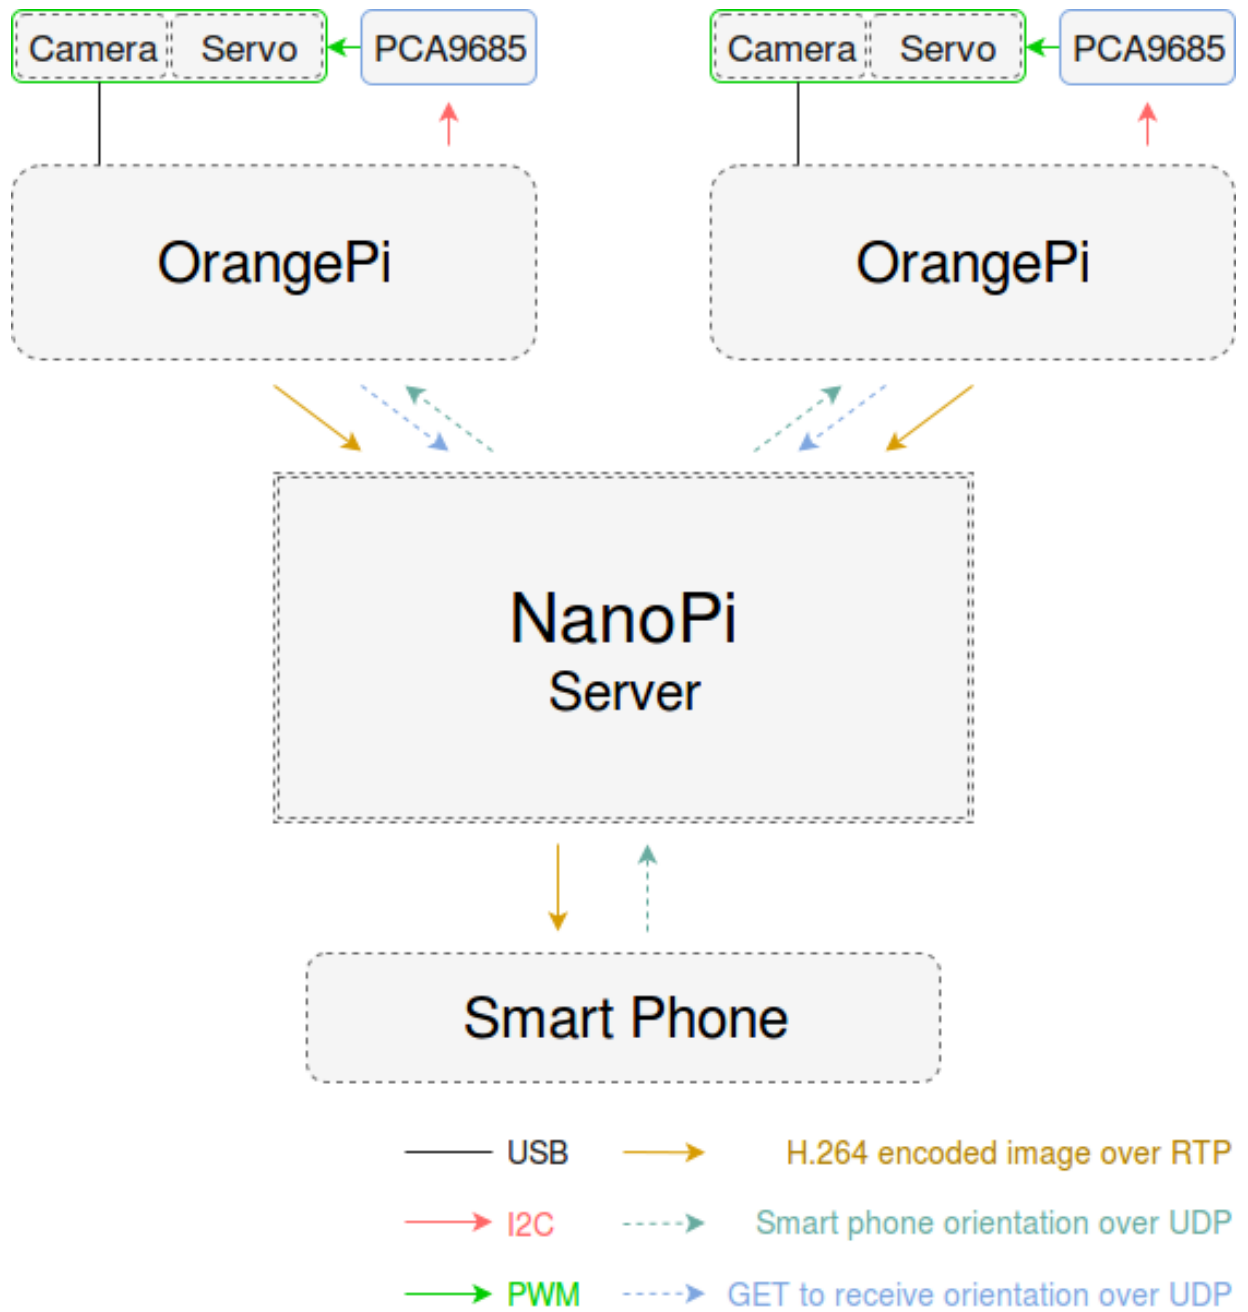 Camera Servo PCA9685 Camera Servo PCA9685
OrangePi OrangePi
NanoPi
Server
Smart Phone
USB H.264 encoded image over RTP
I2C Smart phone orientation over UDP
PWM GET to receive orientation over UDP